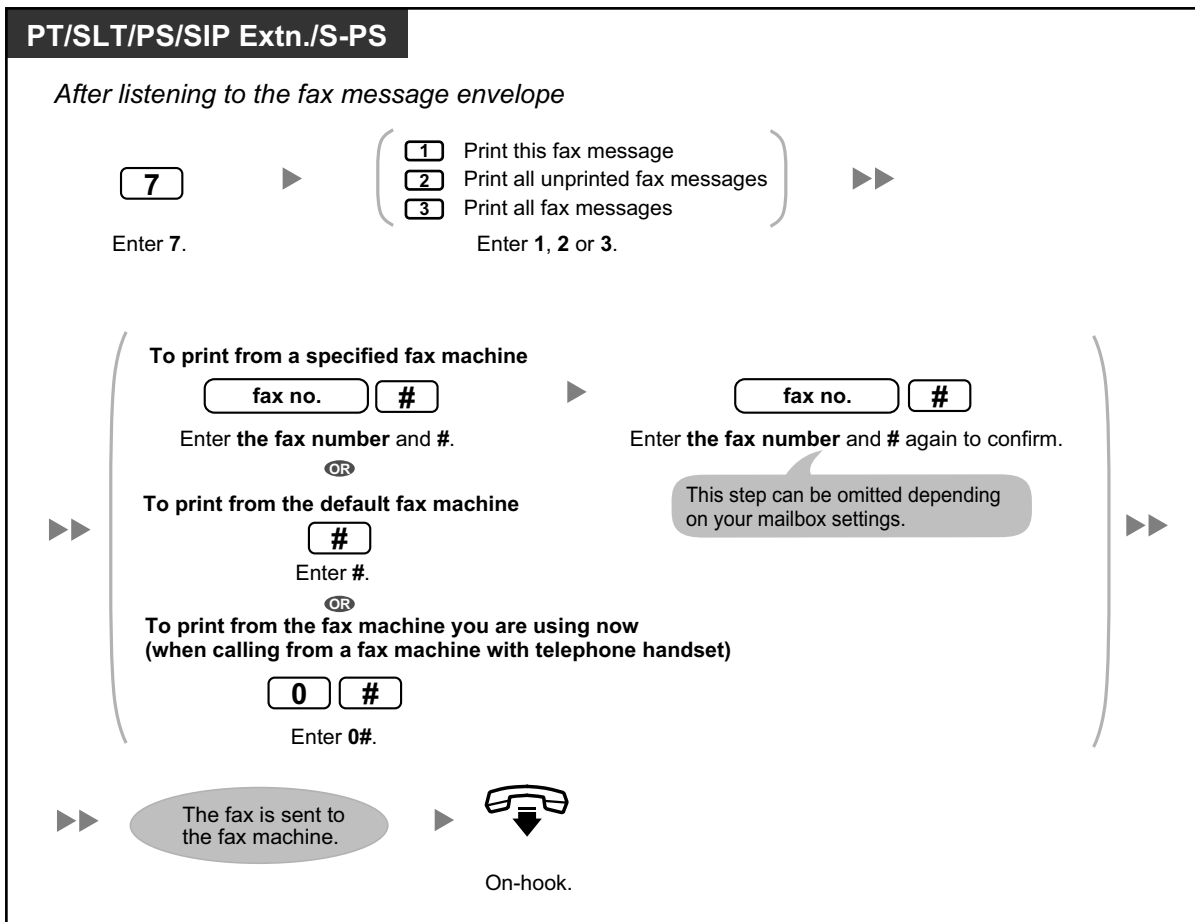 PT/SLT/PS/SIP Extn./S-PS
After listening to the fax message envelope
7
Enter 7.
1 Print this fax message
2 Print all unprinted fax messages
3 Print all fax messages
Enter 1, 2 or 3.
To print from a specified fax machine
fax no. #
Enter the fax number and #.
fax no. #
Enter the fax number and # again to confirm.
This step can be omitted depending
on your mailbox settings.
OR
To print from the default fax machine
#
Enter #.
OR
To print from the fax machine you are using now
(when calling from a fax machine with telephone handset)
0 #
Enter 0#.
The fax is sent to
the fax machine.
On-hook.